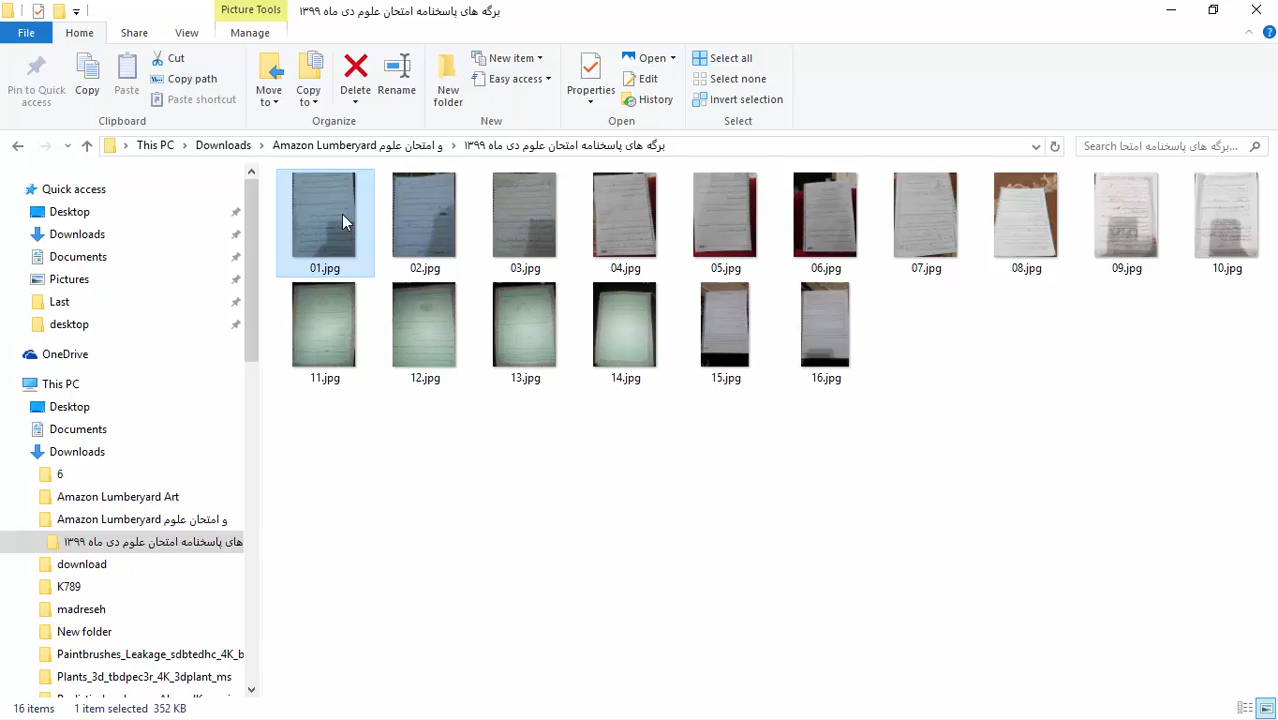 Picture Tools
برگه های پاسخنامه امتحان علوم دی ماه ۱۳۹۹
File
Home
Share
View
Manage
Pin to Quick access
Copy
Paste
Cut
Copy path
Paste shortcut
Clipboard
Move to
Copy to
Delete
Rename
Organize
New folder
New item
Easy access
New
Properties
Open
Edit
History
Open
Select all
Select none
Invert selection
Select
This PC
Downloads
Amazon Lumberyard و امتحان علوم
برگه های پاسخنامه امتحان علوم دی ماه ۱۳۹۹
Search برگه های پاسخنامه امتحا...
Quick access
Desktop
Downloads
Documents
Pictures
Last
desktop
OneDrive
This PC
Desktop
Documents
Downloads
6
Amazon Lumberyard Art
Amazon Lumberyard و امتحان علوم
های پاسخنامه امتحان علوم دی ماه ۱۳۹۹
download
K789
madreseh
New folder
Paintbrushes_Leakage_sdbtedhc_4K_b
Plants_3d_tbdpec3r_4K_3dplant_ms
01.jpg
02.jpg
03.jpg
04.jpg
05.jpg
06.jpg
07.jpg
08.jpg
09.jpg
10.jpg
11.jpg
12.jpg
13.jpg
14.jpg
15.jpg
16.jpg
16 items
1 item selected 352 KB